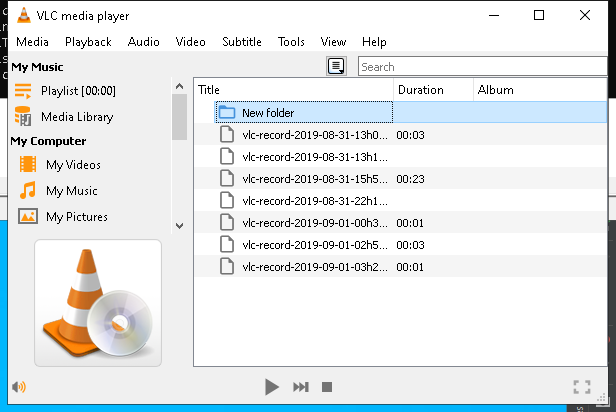 VLC media player
Media Playback Audio Video Subtitle Tools View Help
My Music
Playlist [00:00]
Media Library
My Computer
My Videos
My Music
My Pictures
Search
Title Duration Album
New folder
vlc-record-2019-08-31-13h0... 00:03
vlc-record-2019-08-31-13h1...
vlc-record-2019-08-31-15h5... 00:23
vlc-record-2019-08-31-22h1...
vlc-record-2019-09-01-00h3... 00:01
vlc-record-2019-09-01-02h5... 00:03
vlc-record-2019-09-01-03h2... 00:01